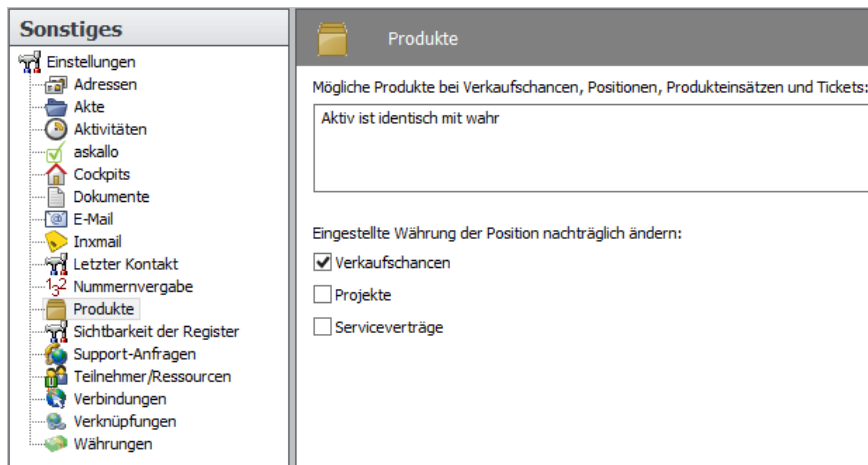 Sonstiges
Einstellungen
Adressen
Akte
Aktivitäten
askallo
Cockpits
Dokumente
E-Mail
Inxmail
Letzter Kontakt
Nummernvergabe
Produkte
Sichtbarkeit der Register
Support-Anfragen
Teilnehmer/Ressourcen
Verbindungen
Verknüpfungen
Währungen
Produkte
Mögliche Produkte bei Verkaufschancen, Positionen, Produkteinsätzen und Tickets:
Aktiv ist identisch mit wahr
Eingestellte Währung der Position nachträglich ändern:
Verkaufschancen
Projekte
Serviceverträge